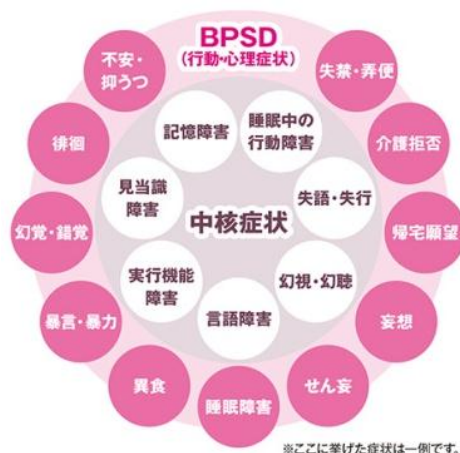 BPSD
(行動・心理症状)
不安・
抑うつ
失禁・弄便
徘徊
介護拒否
幻覚・錯覚
帰宅願望
暴言・暴力
妄想
異食
睡眠障害
せん妄
記憶障害
睡眠中の
行動障害
見当識
障害
失語・失行
中核症状
実行機能
障害
幻視・幻聴
言語障害
※ここに挙げた症状は一例です。